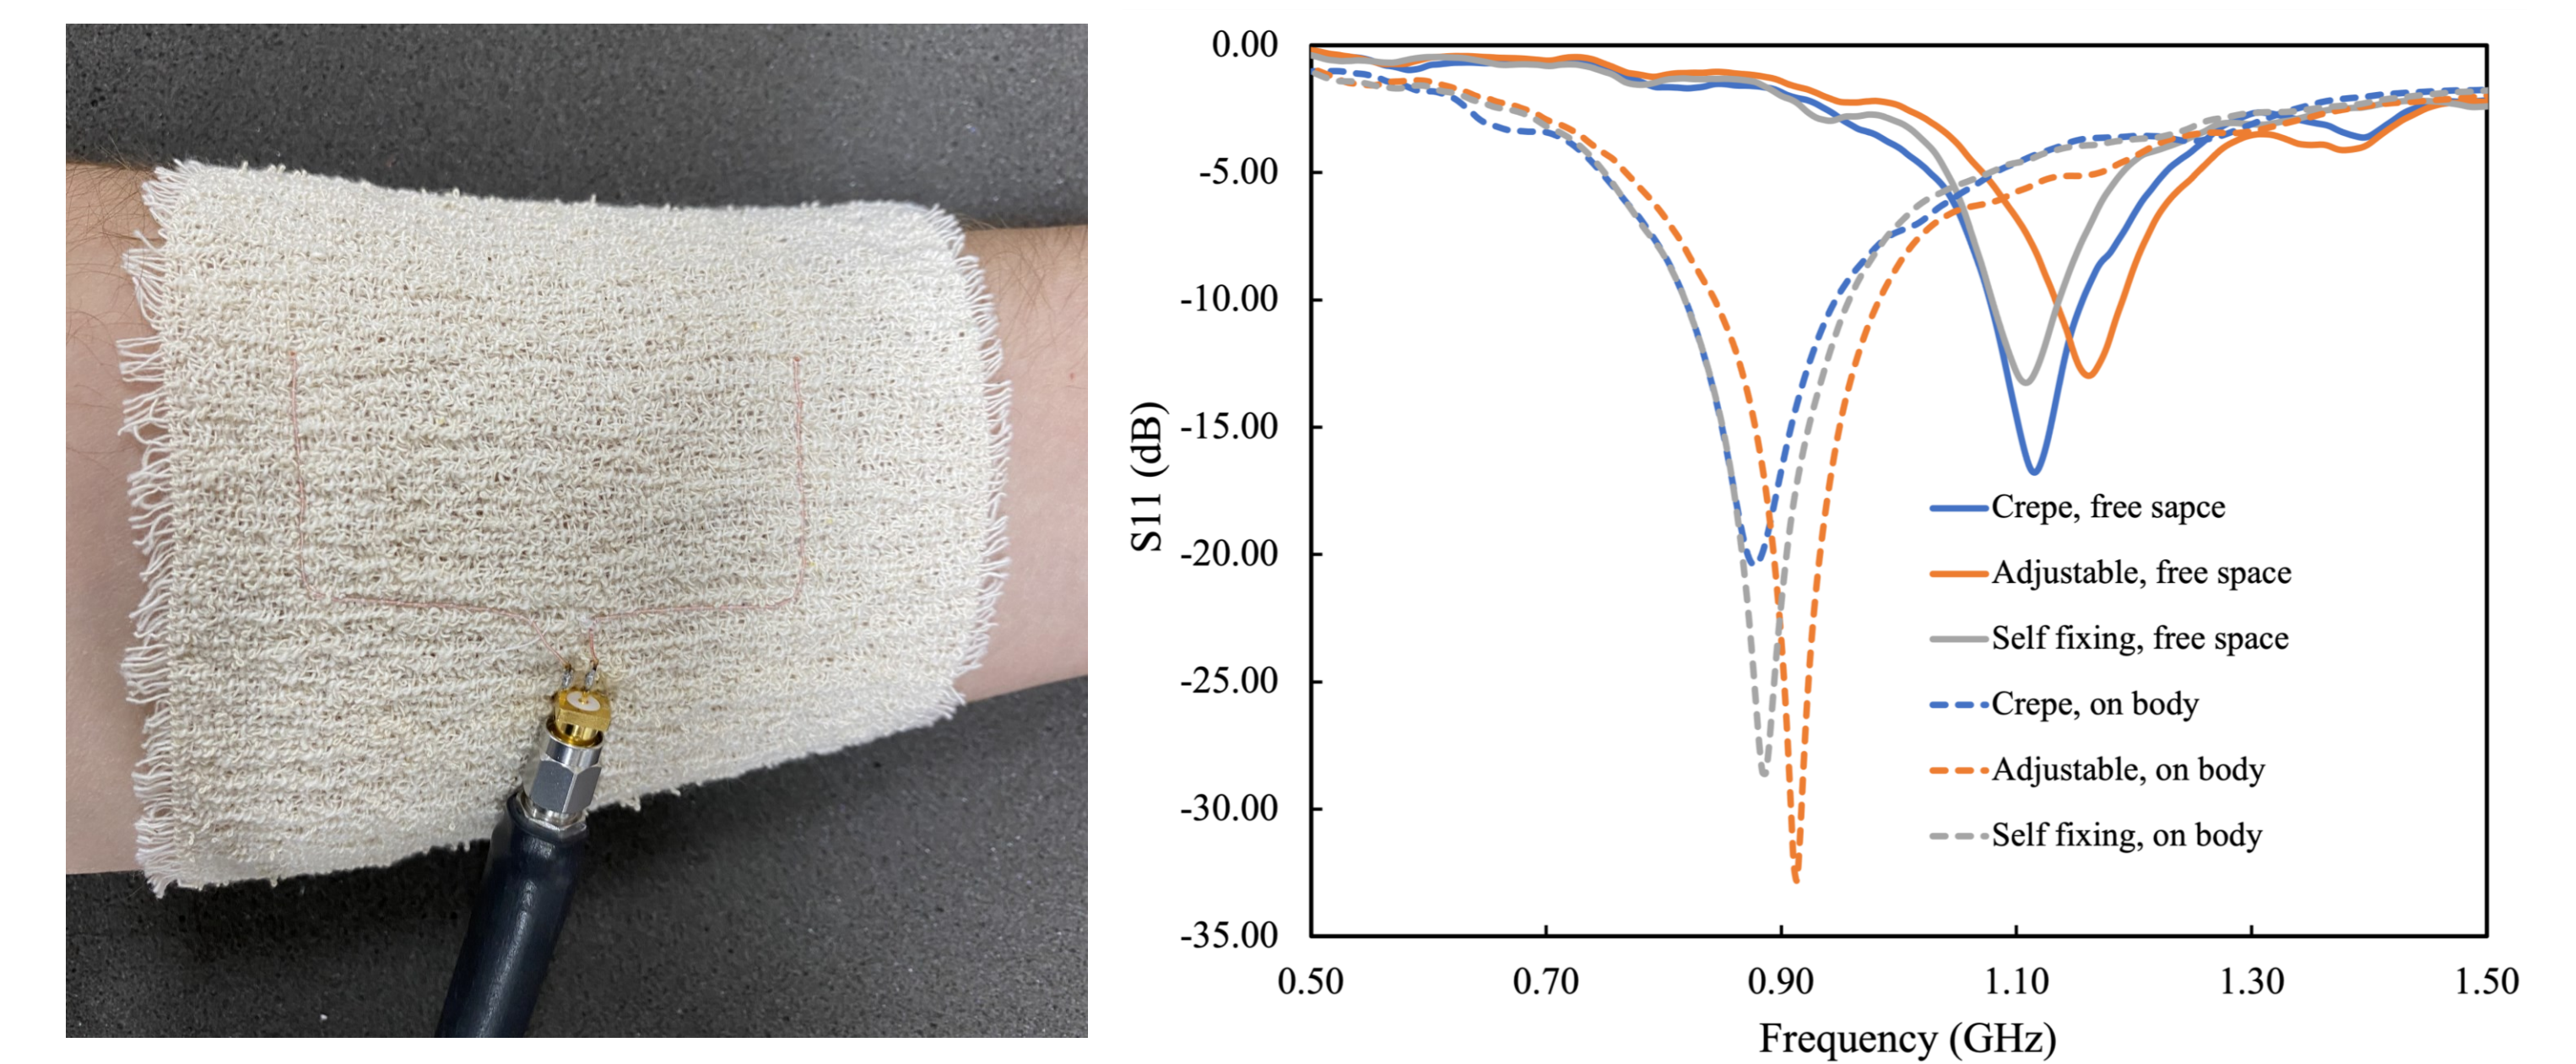 0.00
-5.00
-10.00
-15.00
-20.00
-25.00
-30.00
-35.00
S11 (dB)
0.50 0.70 0.90 1.10 1.30 1.50
Frequency (GHz)
Crepe, free sapce
Adjustable, free space
Self fixing, free space
Crepe, on body
Adjustable, on body
Self fixing, on body